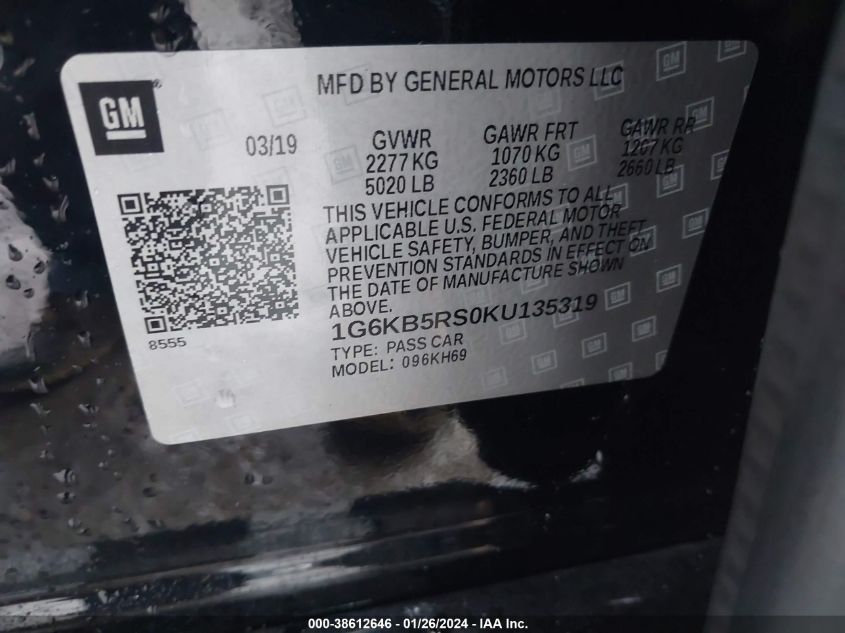 MFD BY GENERAL MOTORS LLC
GM®
03/19
GVWR GAWR FRT GAWR RR
2277 KG 1070 KG 1207 KG
5020 LB 2360 LB 2660 LB
THIS VEHICLE CONFORMS TO ALL
APPLICABLE U.S. FEDERAL MOTOR
VEHICLE SAFETY, BUMPER, AND THEFT
PREVENTION STANDARDS IN EFFECT ON
THE DATE OF MANUFACTURE SHOWN
ABOVE.
1G6KB5RS0KU135319
8555
TYPE: PASS CAR
MODEL: 096KH69
000-38612646 - 01/26/2024 - IAA Inc.